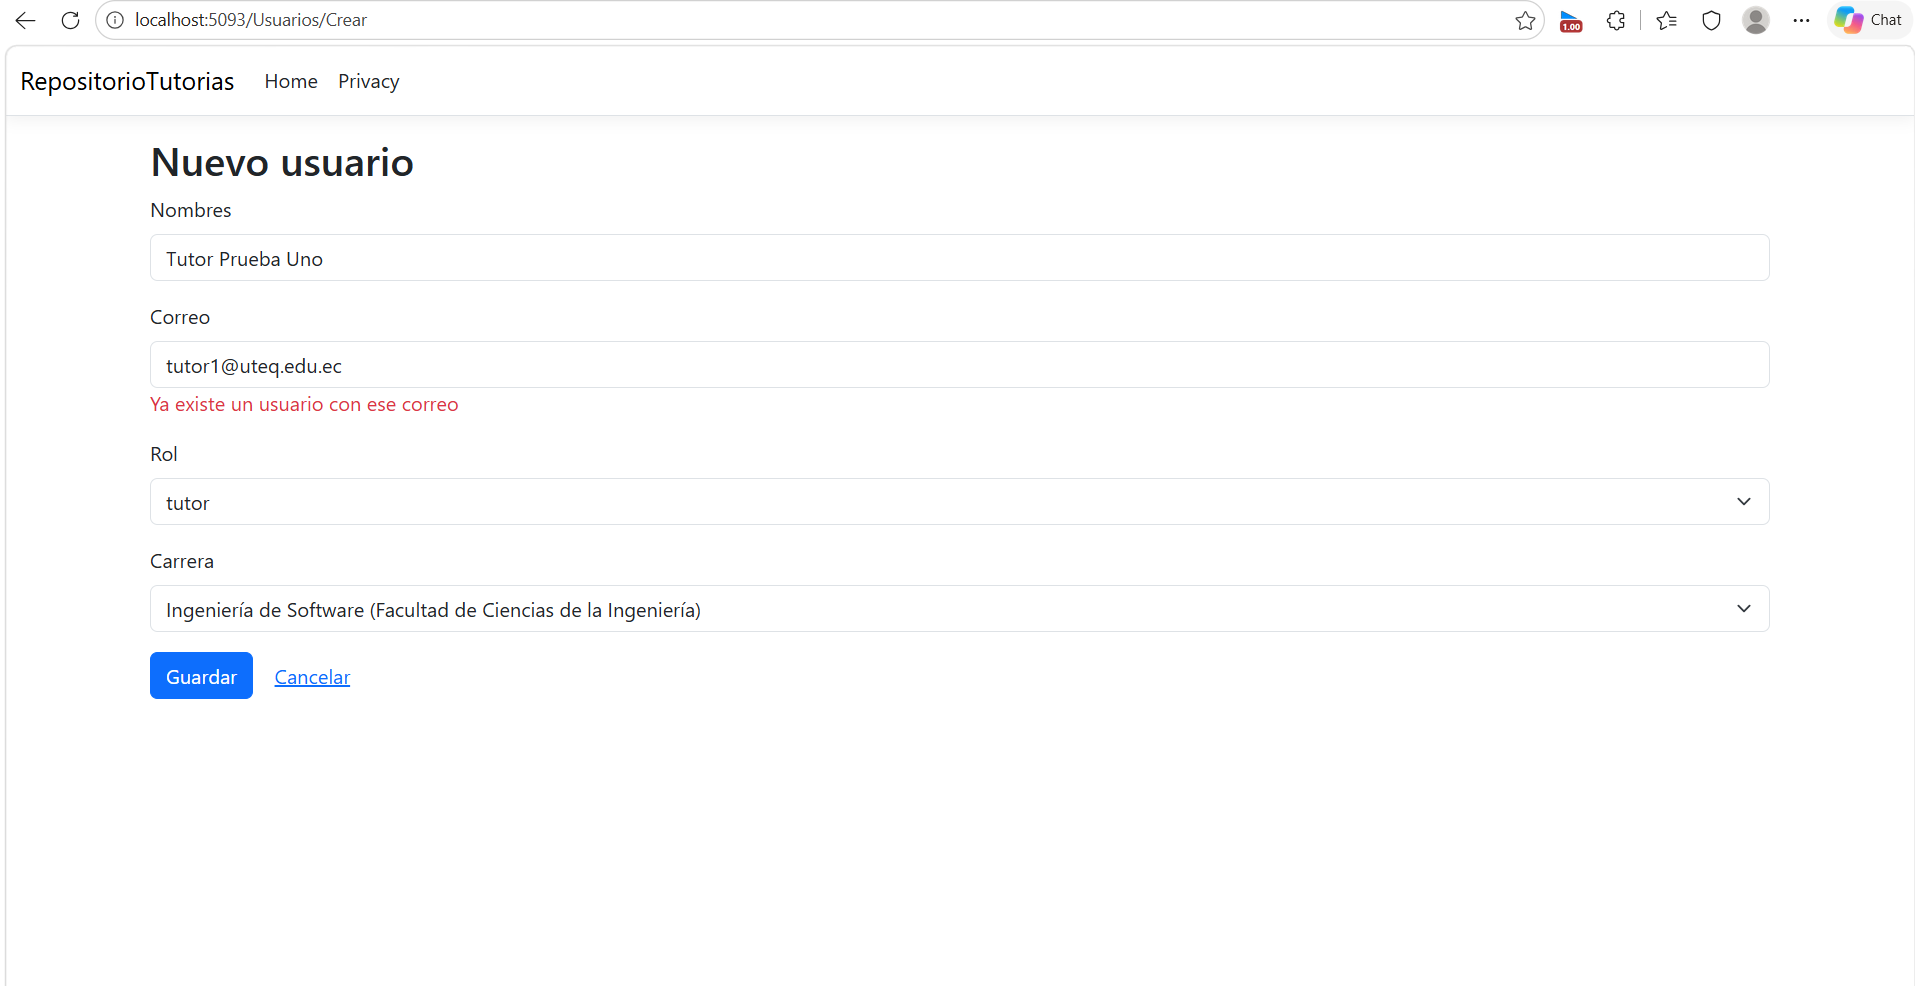 localhost:5093/Usuarios/Crear
1.00
Chat
RepositorioTutorias Home Privacy
Nuevo usuario
Nombres
Tutor Prueba Uno
Correo
tutor1@uteq.edu.ec
Ya existe un usuario con ese correo
Rol
tutor
Carrera
Ingeniería de Software (Facultad de Ciencias de la Ingeniería)
Guardar Cancelar